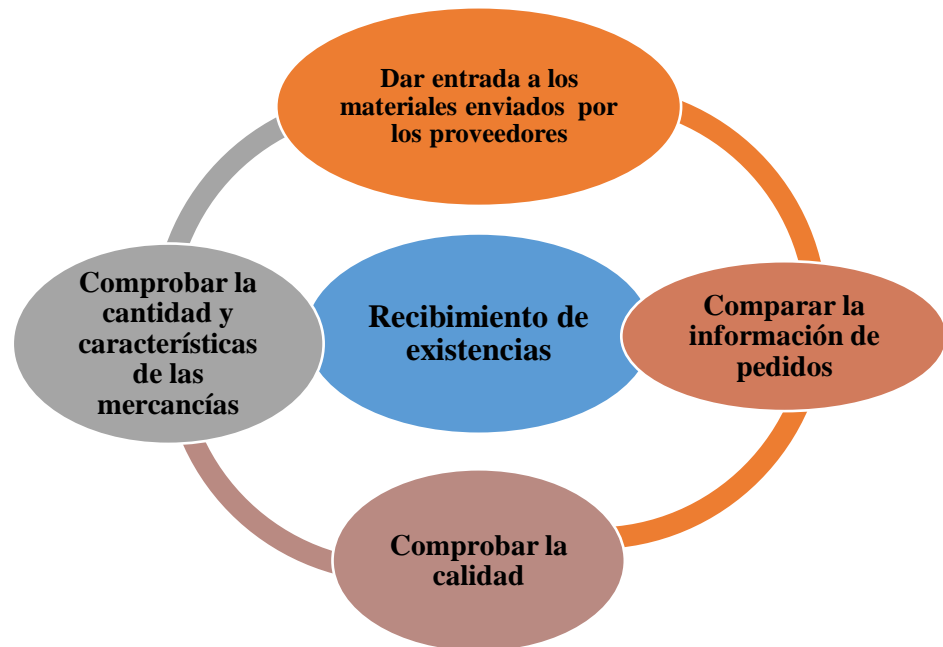 Dar entrada a los
materiales enviados por
los proveedores
Recibimiento de
existencias
Comparar la
información de
pedidos
Comprobar la
calidad
Comprobar la
cantidad y
características
de las
mercancías